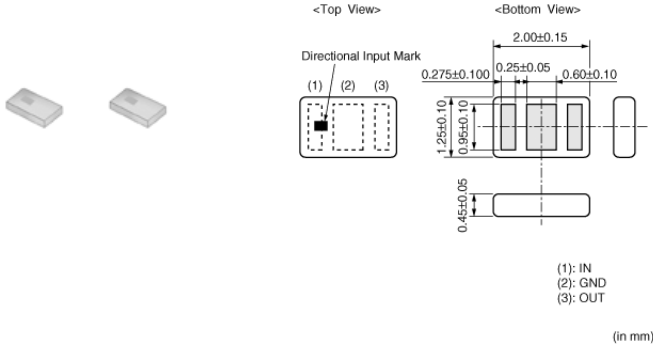 <Top View>
<Bottom View>
2.00±0.15
Directional Input Mark
0.275±0.100
0.25±0.05
0.60±0.10
(1) (2) (3)
1.25±0.10
0.95±0.10
0.45±0.05
(1): IN
(2): GND
(3): OUT
(in mm)